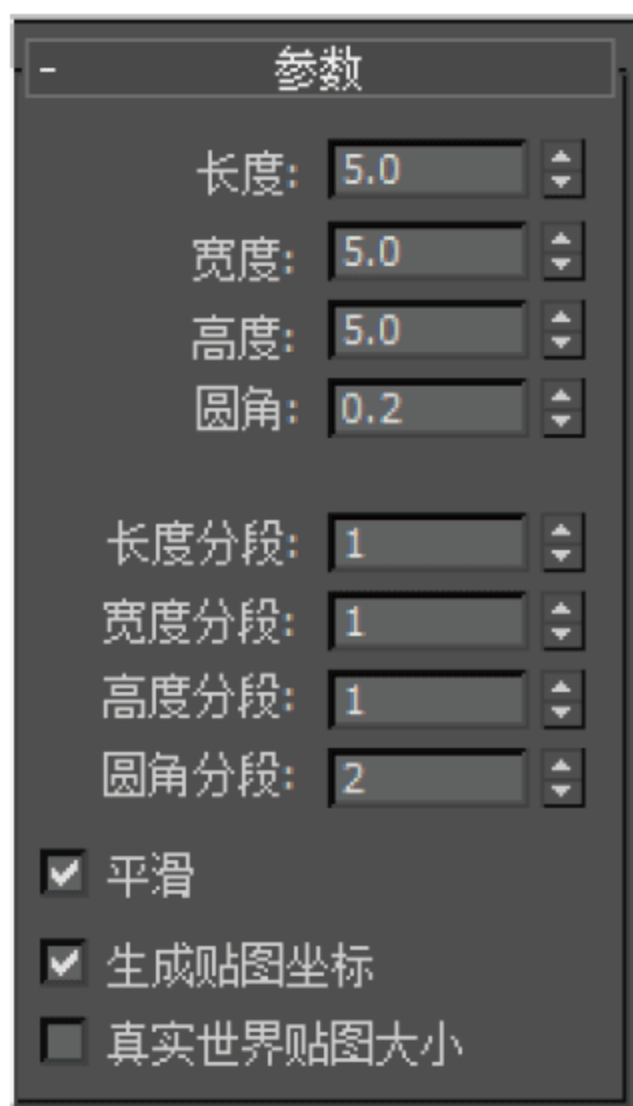 - 参数
长度: 5.0
宽度: 5.0
高度: 5.0
圆角: 0.2
长度分段: 1
宽度分段: 1
高度分段: 1
圆角分段: 2
平滑
生成贴图坐标
真实世界贴图大小